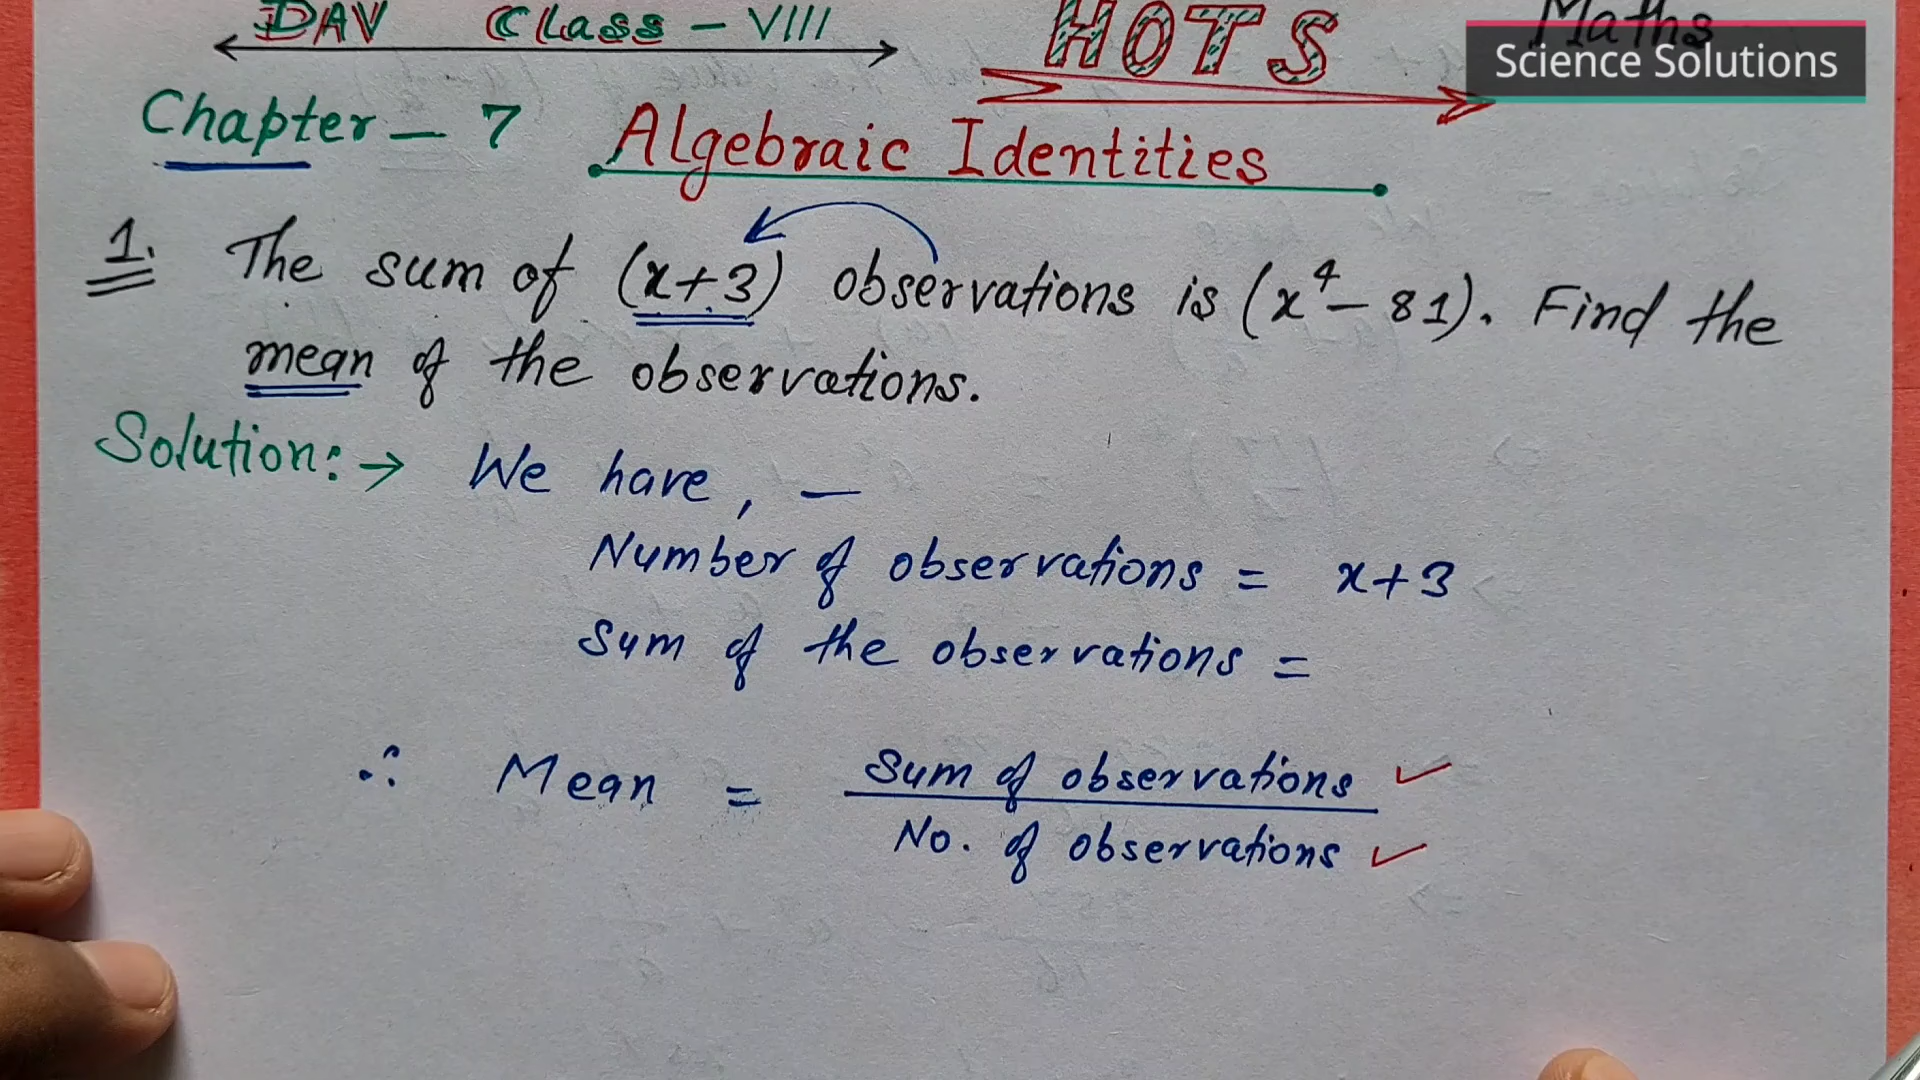 DAV Class - VIII HOTS Maths
Science Solutions
Chapter - 7 Algebraic Identities
1. The sum of (x+3) observations is (x⁴- 81). Find the
mean of the observations.
Solution:→ We have, —
Number of observations = x+3
Sum of the observations =
∴ Mean = Sum of observations ✓
No. of observations ✓